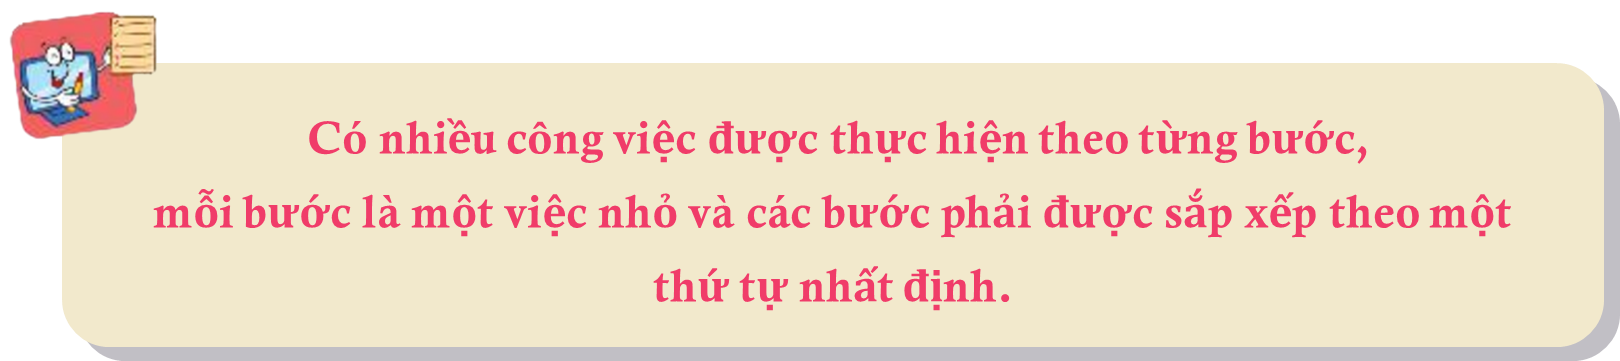 Có nhiều công việc được thực hiện theo từng bước,
mỗi bước là một việc nhỏ và các bước phải được sắp xếp theo một
thứ tự nhất định.